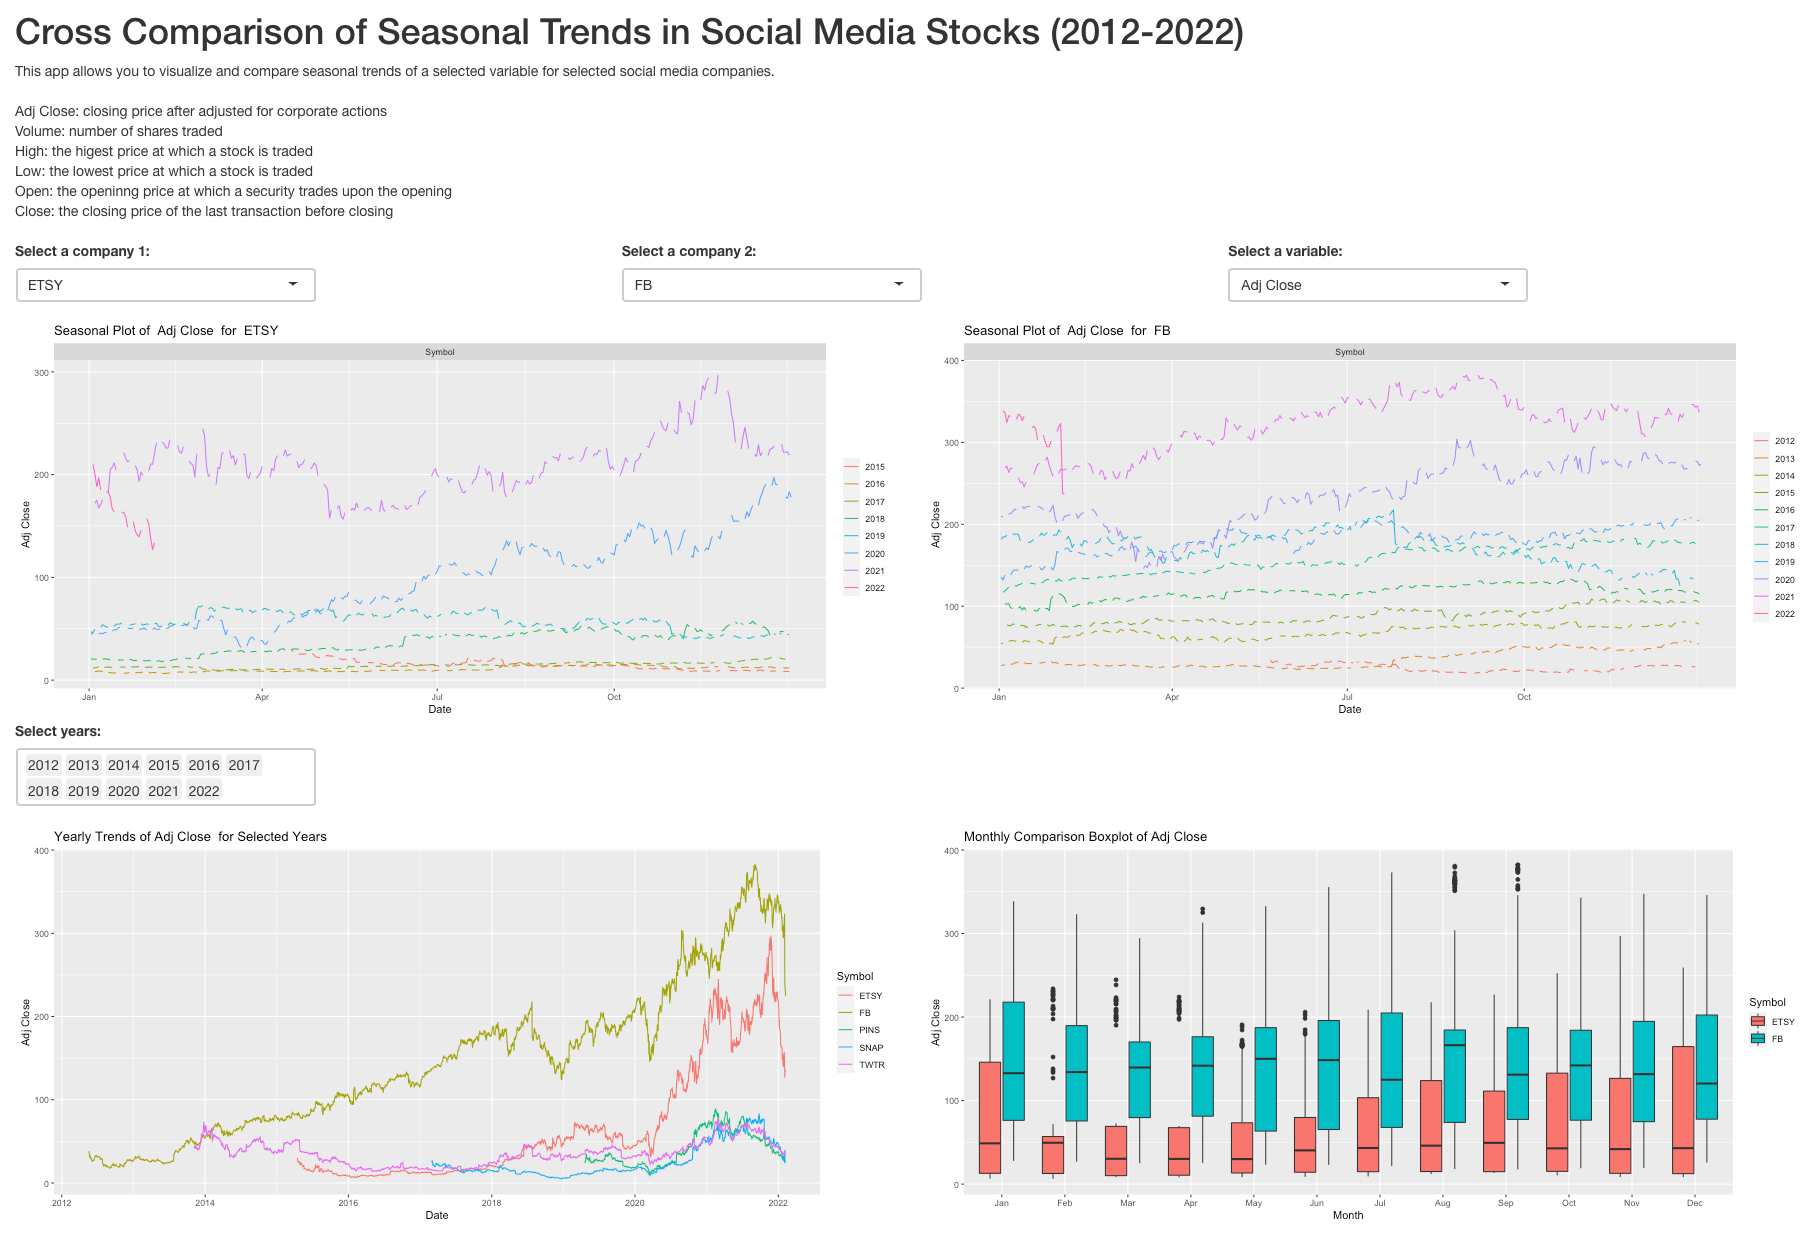 Cross Comparison of Seasonal Trends in Social Media Stocks (2012-2022)
This app allows you to visualize and compare seasonal trends of a selected variable for selected social media companies.
Adj Close: closing price after adjusted for corporate actions
Volume: number of shares traded
High: the higest price at which a stock is traded
Low: the lowest price at which a stock is traded
Open: the openinng price at which a security trades upon the opening
Close: the closing price of the last transaction before closing
Select a company 1:
ETSY
Select a company 2:
FB
Select a variable:
Adj Close
Seasonal Plot of  Adj Close  for  ETSY
Symbol
300
200
100
0
Adj Close
Jan Apr Jul Oct
Date
2015
2016
2017
2018
2019
2020
2021
2022
Seasonal Plot of  Adj Close  for  FB
Symbol
400
300
200
100
0
Adj Close
Jan Apr Jul Oct
Date
2012
2013
2014
2015
2016
2017
2018
2019
2020
2021
2022
Select years:
2012 2013 2014 2015 2016 2017
2018 2019 2020 2021 2022
Yearly Trends of Adj Close  for Selected Years
400
300
200
100
0
Adj Close
2012 2014 2016 2018 2020 2022
Date
Symbol
ETSY
FB
PINS
SNAP
TWTR
Monthly Comparison Boxplot of Adj Close
400
300
200
100
0
Adj Close
Jan Feb Mar Apr May Jun Jul Aug Sep Oct Nov Dec
Month
Symbol
ETSY
FB